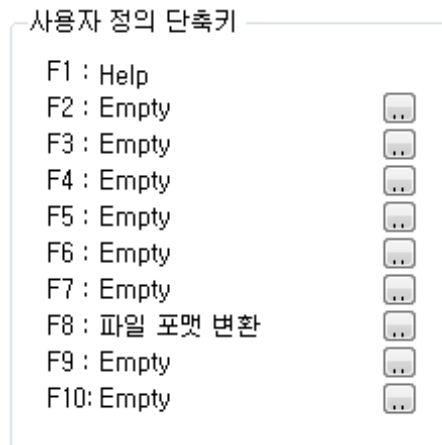 사용자 정의 단축키
F1 : Help
F2 : Empty ..
F3 : Empty ..
F4 : Empty ..
F5 : Empty ..
F6 : Empty ..
F7 : Empty ..
F8 : 파일 포맷 변환 ..
F9 : Empty ..
F10: Empty ..